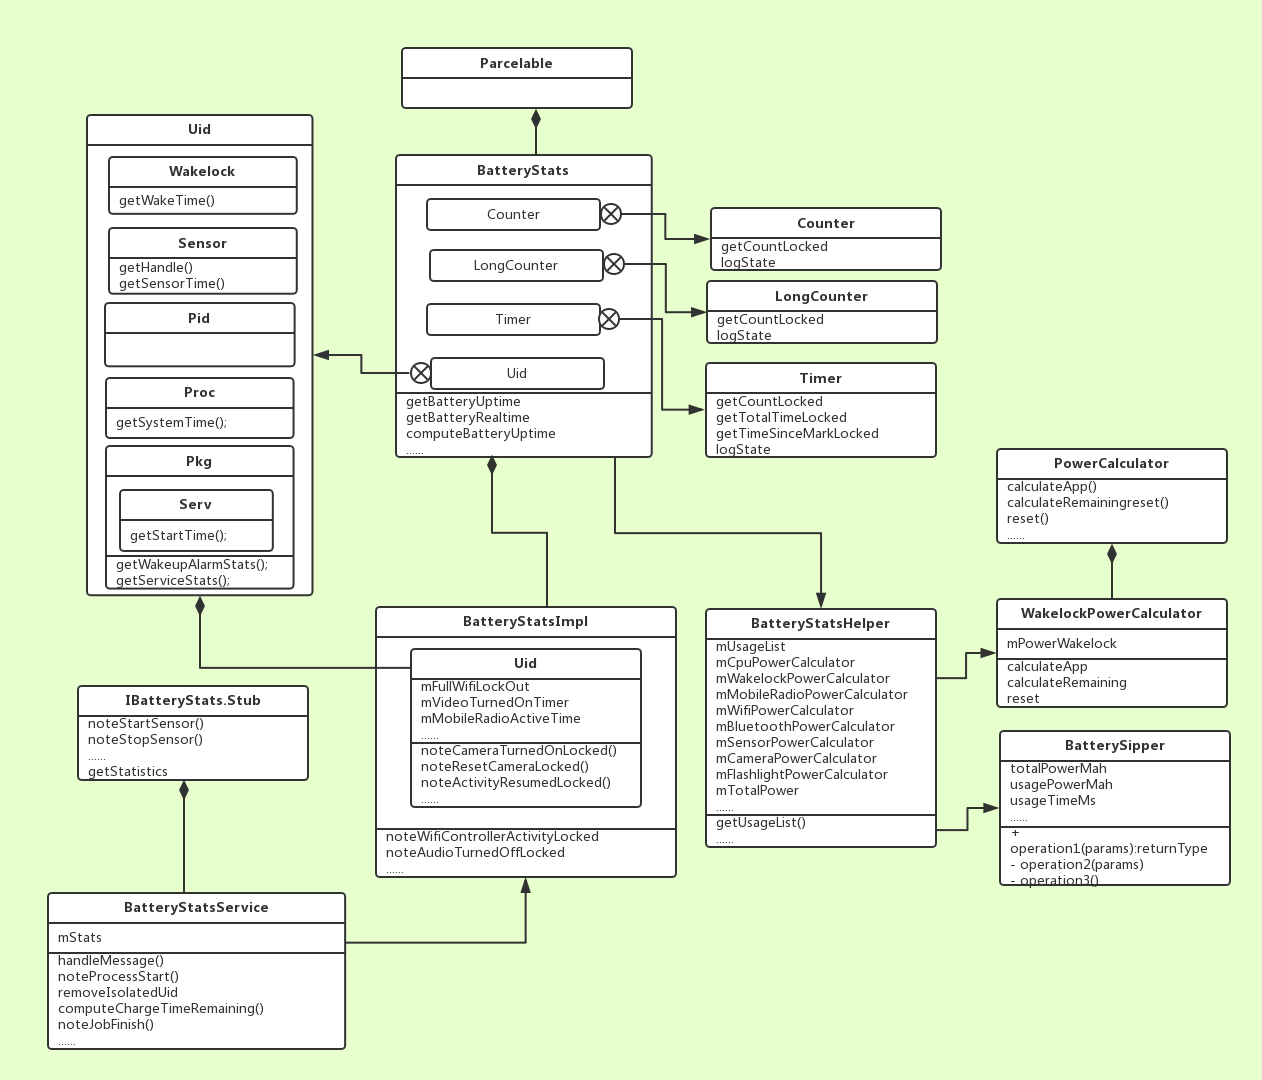 Parcelable
Uid
Wakelock
getWakeTime()
Sensor
getHandle()
getSensorTime()
Pid
Proc
getSystemTime();
Pkg
Serv
getStartTime();
getWakeupAlarmStats();
getServiceStats();
BatteryStats
Counter
LongCounter
Timer
Uid
getBatteryUptime
getBatteryRealtime
computeBatteryUptime
......
Counter
getCountLocked
logState
LongCounter
getCountLocked
logState
Timer
getCountLocked
getTotalTimeLocked
getTimeSinceMarkLocked
logState
PowerCalculator
calculateApp()
calculateRemainingreset()
reset()
......
WakelockPowerCalculator
mPowerWakelock
calculateApp
calculateRemaining
reset
BatteryStatsImpl
Uid
mFullWifiLockOut
mVideoTurnedOnTimer
mMobileRadioActiveTime
......
noteCameraTurnedOnLocked()
noteResetCameraLocked()
noteActivityResumedLocked()
......
noteWifiControllerActivityLocked
noteAudioTurnedOffLocked
......
BatteryStatsHelper
mUsageList
mCpuPowerCalculator
mWakelockPowerCalculator
mMobileRadioPowerCalculator
mWifiPowerCalculator
mBluetoothPowerCalculator
mSensorPowerCalculator
mCameraPowerCalculator
mFlashlightPowerCalculator
mTotalPower
......
getUsageList()
......
BatterySipper
totalPowerMah
usagePowerMah
usageTimeMs
......
+
operation1(params):returnType
- operation2(params)
- operation3()
IBatteryStats.Stub
noteStartSensor()
noteStopSensor()
......
getStatistics
BatteryStatsService
mStats
handleMessage()
noteProcessStart()
removeIsolatedUid
computeChargeTimeRemaining()
noteJobFinish()
......